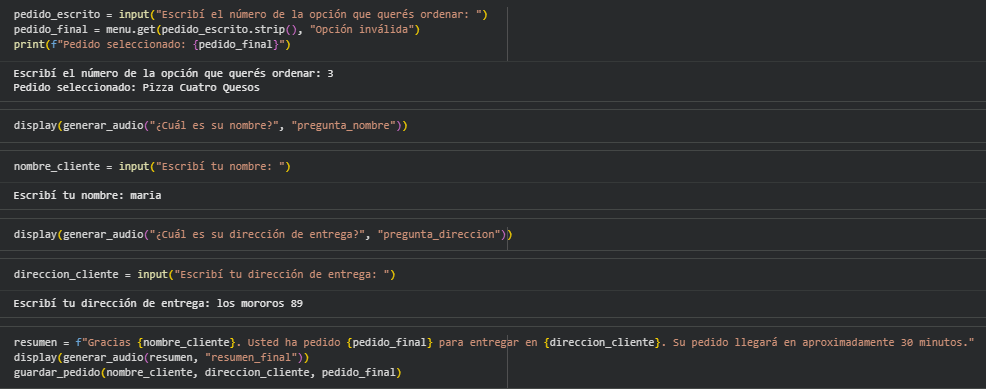 pedido_escrito = input("Escribí el número de la opción que querés ordenar: ")
pedido_final = menu.get(pedido_escrito.strip(), "Opción inválida")
print(f"Pedido seleccionado: {pedido_final}")
Escribí el número de la opción que querés ordenar: 3
Pedido seleccionado: Pizza Cuatro Quesos
display(generar_audio("¿Cuál es su nombre?", "pregunta_nombre"))
nombre_cliente = input("Escribí tu nombre: ")
Escribí tu nombre: maria
display(generar_audio("¿Cuál es su dirección de entrega?", "pregunta_direccion"))
direccion_cliente = input("Escribí tu dirección de entrega: ")
Escribí tu dirección de entrega: los mororos 89
resumen = f"Gracias {nombre_cliente}. Usted ha pedido {pedido_final} para entregar en {direccion_cliente}. Su pedido llegará en aproximadamente 30 minutos."
display(generar_audio(resumen, "resumen_final"))
guardar_pedido(nombre_cliente, direccion_cliente, pedido_final)